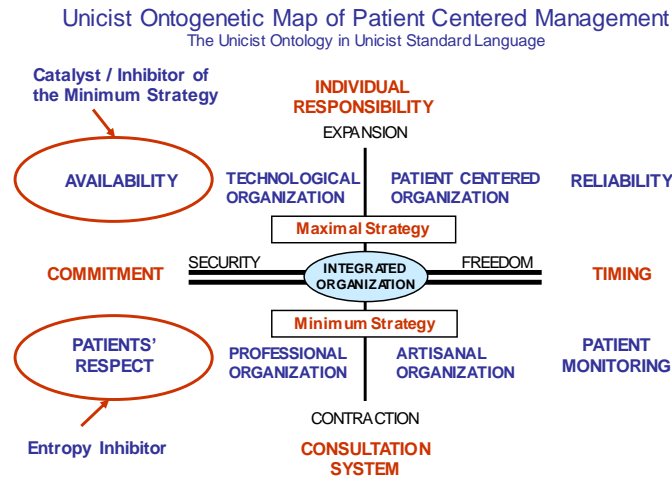 Unicist Ontogenetic Map of Patient Centered Management
The Unicist Ontology in Unicist Standard Language
Catalyst / Inhibitor of
the Minimum Strategy
INDIVIDUAL
RESPONSIBILITY
EXPANSION
AVAILABILITY
TECHNOLOGICAL
ORGANIZATION
PATIENT CENTERED
ORGANIZATION
RELIABILITY
Maximal Strategy
COMMITMENT
SECURITY
INTEGRATED
ORGANIZATION
FREEDOM
TIMING
Minimum Strategy
PATIENTS'
RESPECT
PROFESSIONAL
ORGANIZATION
ARTISANAL
ORGANIZATION
PATIENT
MONITORING
CONTRACTION
Entropy Inhibitor
CONSULTATION
SYSTEM